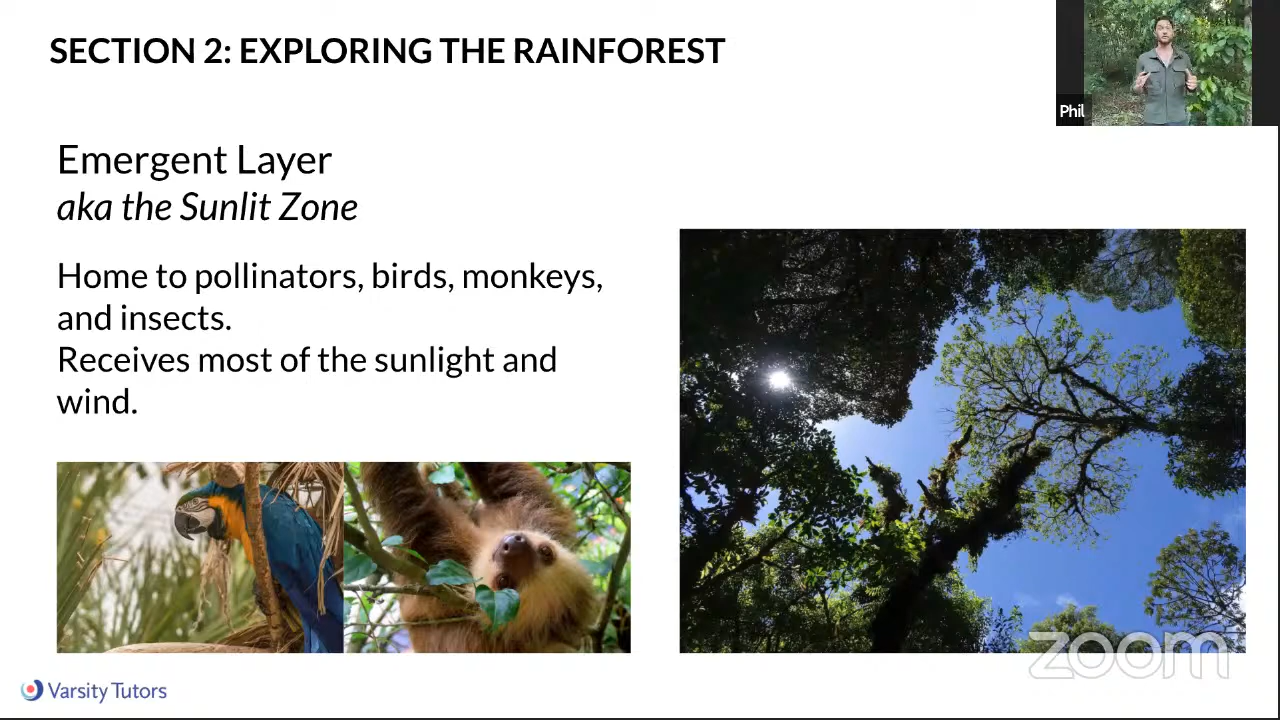 SECTION 2: EXPLORING THE RAINFOREST
Phil
Emergent Layer
aka the Sunlit Zone
Home to pollinators, birds, monkeys,
and insects.
Receives most of the sunlight and
wind.
zoom
Varsity Tutors